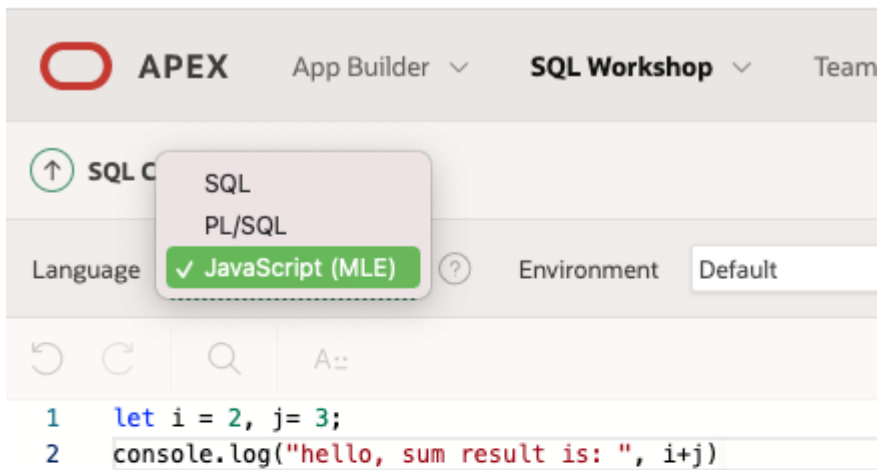 APEX App Builder SQL Workshop Team
SQL C
SQL
PL/SQL
Language ✓ JavaScript (MLE) ? Environment Default
A::
1 let i = 2, j= 3;
2 console.log("hello, sum result is: ", i+j)